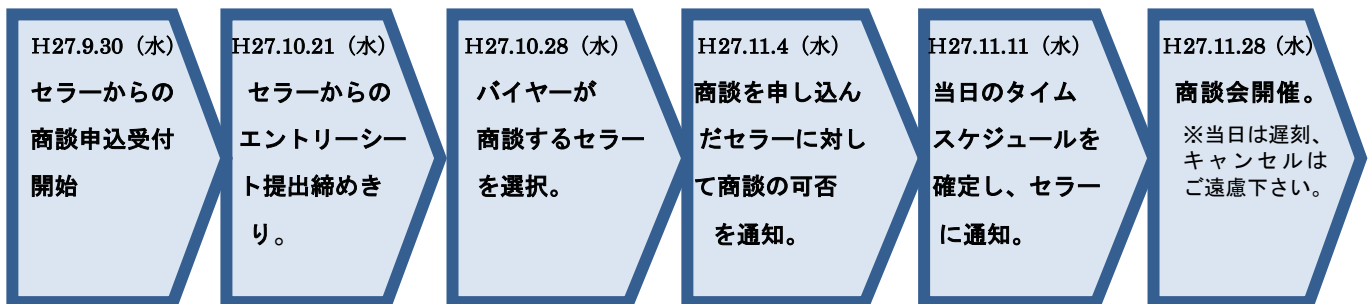 H27.9.30（水）
セラーからの
商談申込受付
開始
H27.10.21（水）
セラーからの
エントリーシー
ト提出締めき
り。
H27.10.28（水）
バイヤーが
商談するセラー
を選択。
H27.11.4（水）
商談を申し込ん
だセラーに対し
て商談の可否
を通知。
H27.11.11（水）
当日のタイム
スケジュールを
確定し、セラー
に通知。
H27.11.28（水）
商談会開催。
※当日は遅刻、
キャンセルは
ご遠慮下さい。